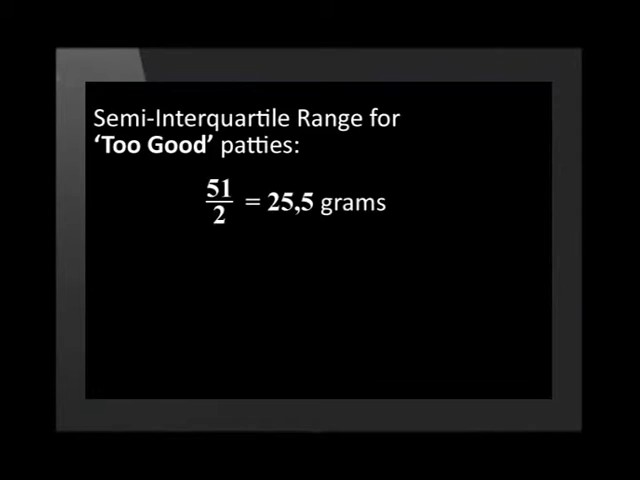 Semi-Interquartile Range for
‘Too Good’ patties:
51/2 = 25,5 grams